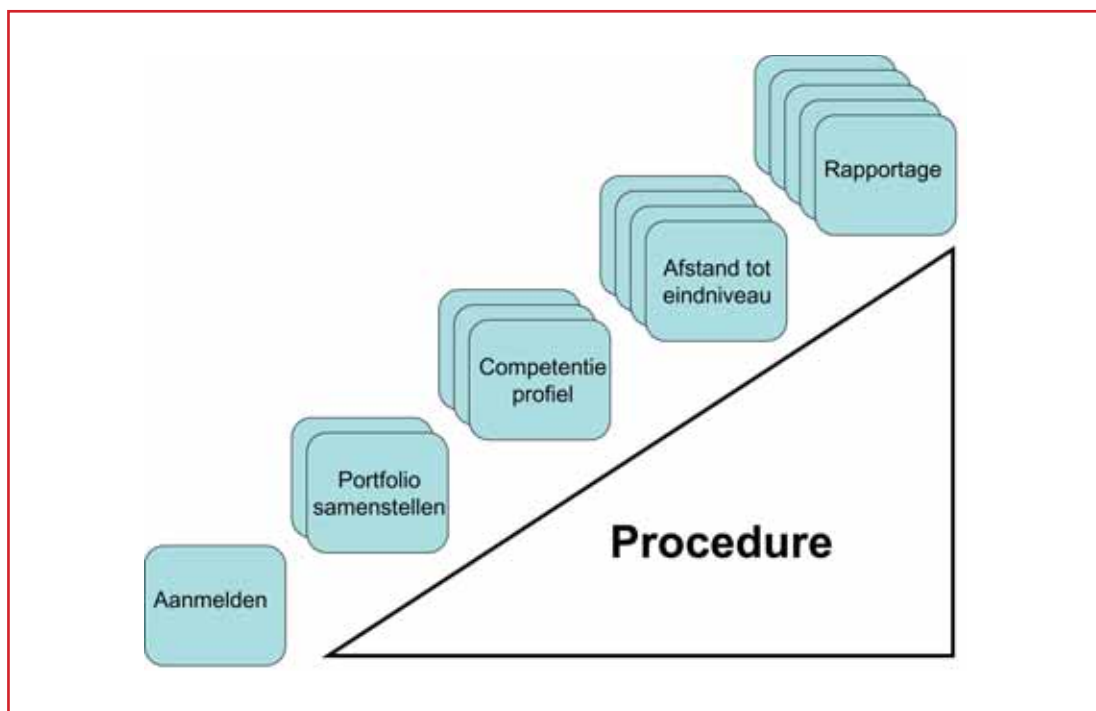 Rapportage
Afstand tot
eindniveau
Competentie
profiel
Portfolio
samenstellen
Procedure
Aanmelden